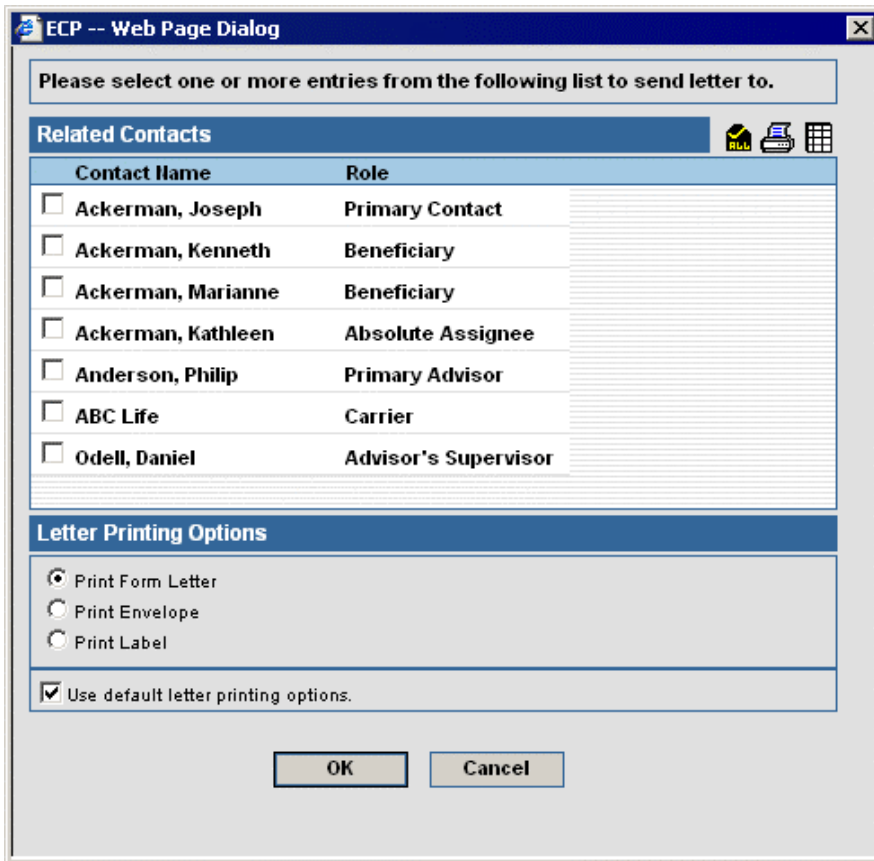 ECP -- Web Page Dialog
Please select one or more entries from the following list to send letter to.
Related Contacts
ALL
Contact Name Role
Ackerman, Joseph Primary Contact
Ackerman, Kenneth Beneficiary
Ackerman, Marianne Beneficiary
Ackerman, Kathleen Absolute Assignee
Anderson, Philip Primary Advisor
ABC Life Carrier
Odell, Daniel Advisor's Supervisor
Letter Printing Options
Print Form Letter
Print Envelope
Print Label
Use default letter printing options.
OK Cancel